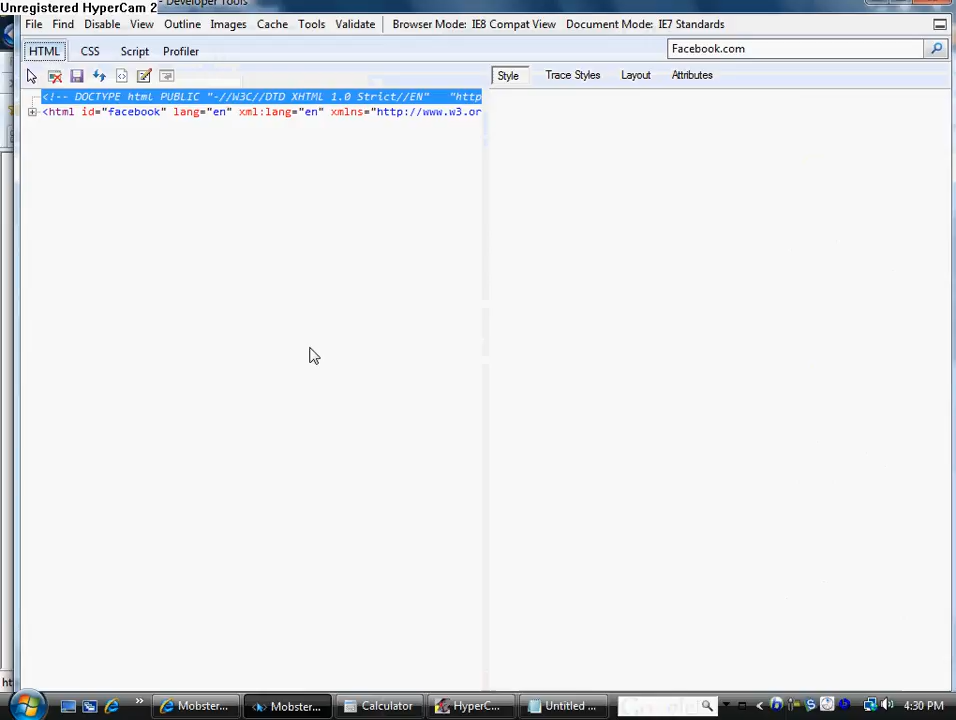 Unregistered HyperCam 2
Developer Tools
File Find Disable View Outline Images Cache Tools Validate Browser Mode: IE8 Compat View Document Mode: IE7 Standards
HTML CSS Script Profiler
Facebook.com
Style Trace Styles Layout Attributes
<!-- DOCTYPE html PUBLIC "-//W3C//DTD XHTML 1.0 Strict//EN" "http
<html id="facebook" lang="en" xml:lang="en" xmlns="http://www.w3.or
ht
» Mobster... Mobster... Calculator HyperC... Untitled ... < 4:30 PM